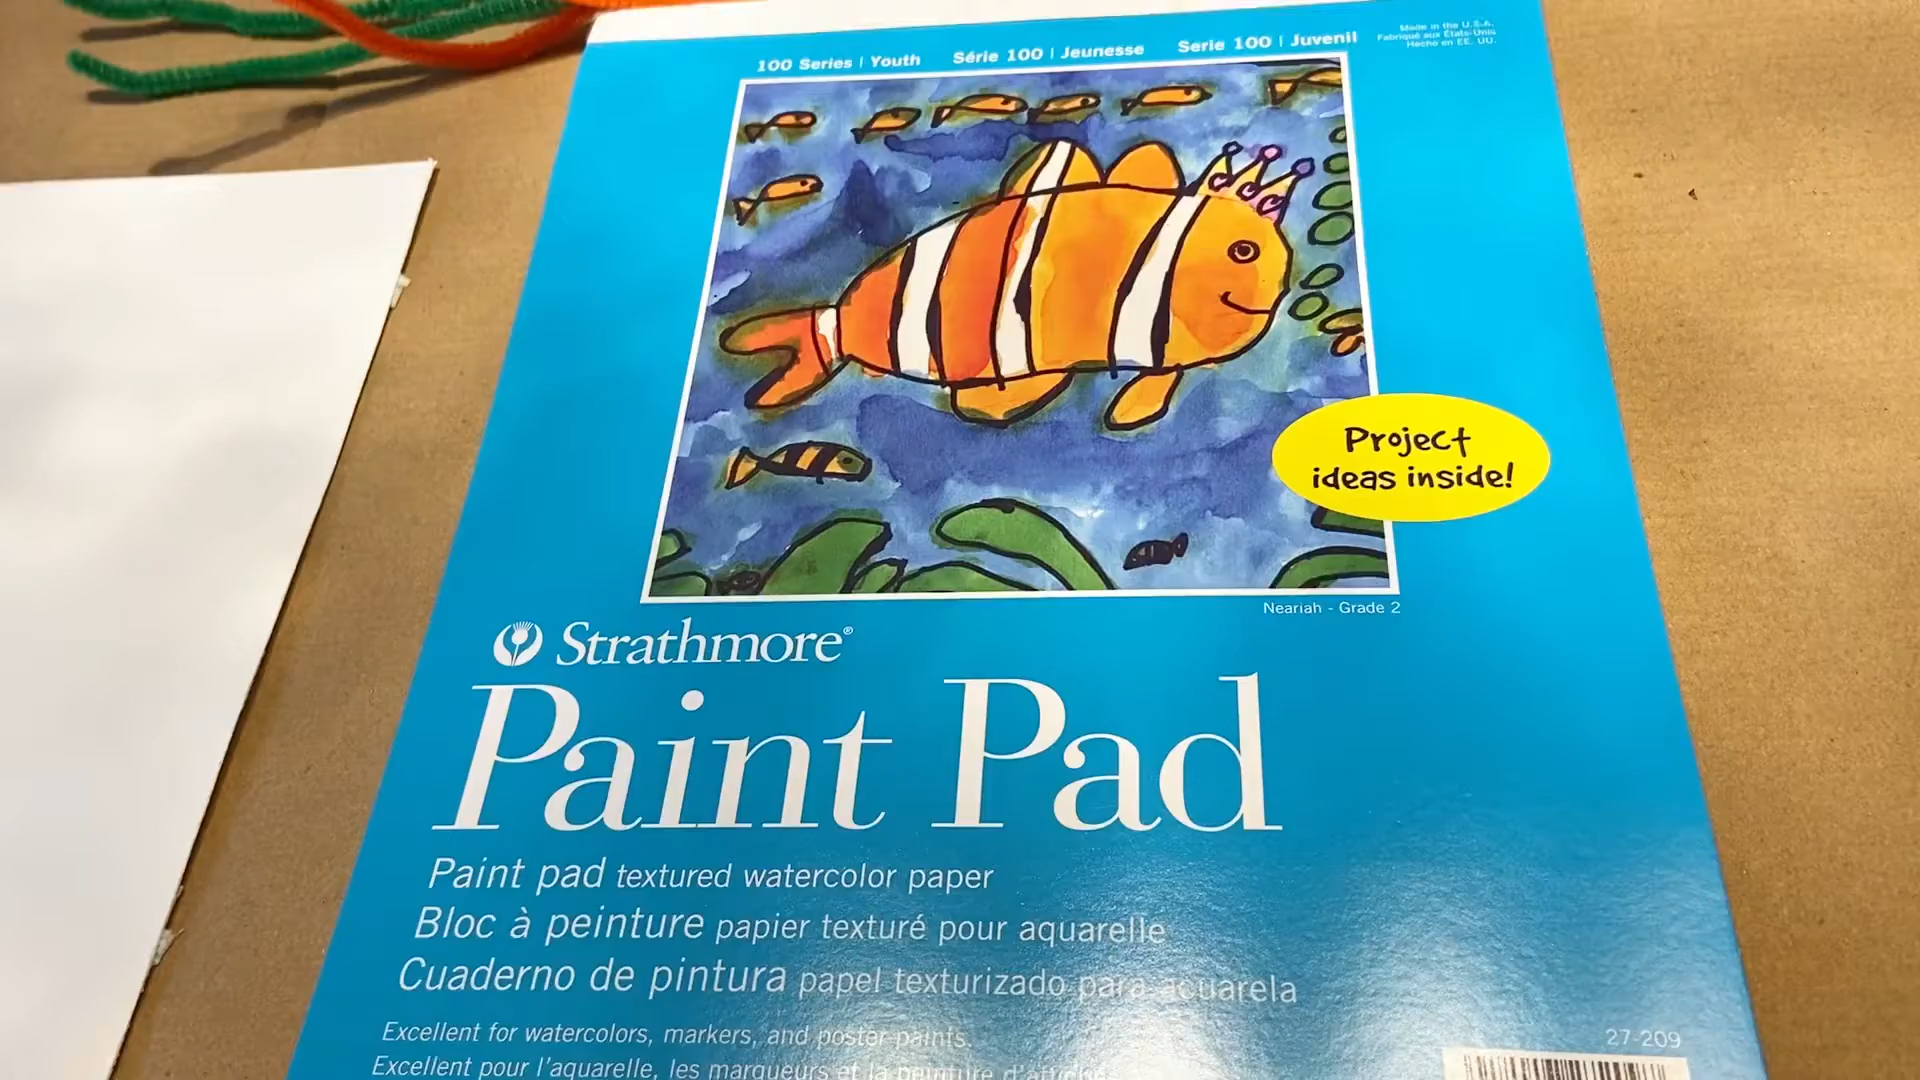 100 Series | Youth Série 100 | Jeunesse Serie 100 | Juvenil
Made in the U.S.A.
Fabriqué aux États-Unis
Hecho en EE. UU.
Project
ideas inside!
Neariah - Grade 2
Strathmore®
Paint Pad
Paint pad textured watercolor paper
Bloc à peinture papier texturé pour aquarelle
Cuaderno de pintura papel texturizado para acuarela
Excellent for watercolors, markers, and poster paints.
27-209
Excellent pour l'aquarelle, les marqueurs et la peinture d'affiche